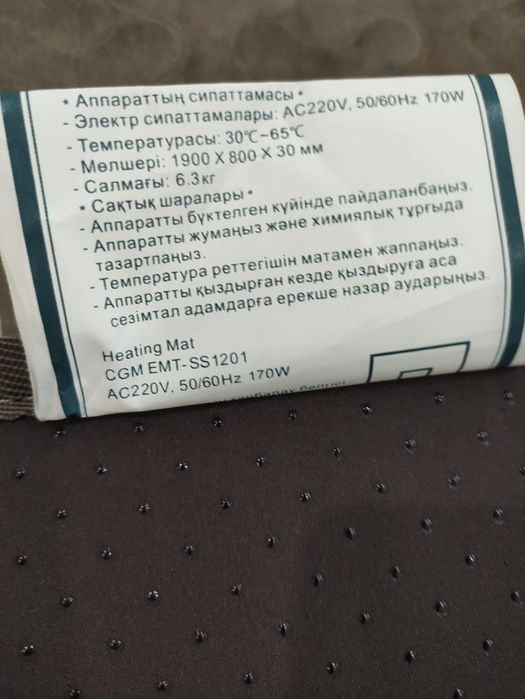 * Аппараттың сипаттамасы *
- Электр сипаттамалары: AC220V, 50/60Hz 170W
- Температурасы: 30℃~65℃
- Мөлшері: 1900 X 800 X 30 мм
- Салмағы: 6.3кг
* Сақтық шаралары *
- Аппаратты бүктелген күйінде пайдаланбаңыз.
- Аппаратты жумаңыз және химиялық тұрғыда
тазартпаңыз.
- Температура реттегішін матамен жаппаңыз.
- Аппаратты қыздырған кезде қыздыруға аса
сезімтал адамдарға ерекше назар аударыңыз.
Heating Mat
CGM EMT-SS1201
AC220V. 50/60Hz 170W